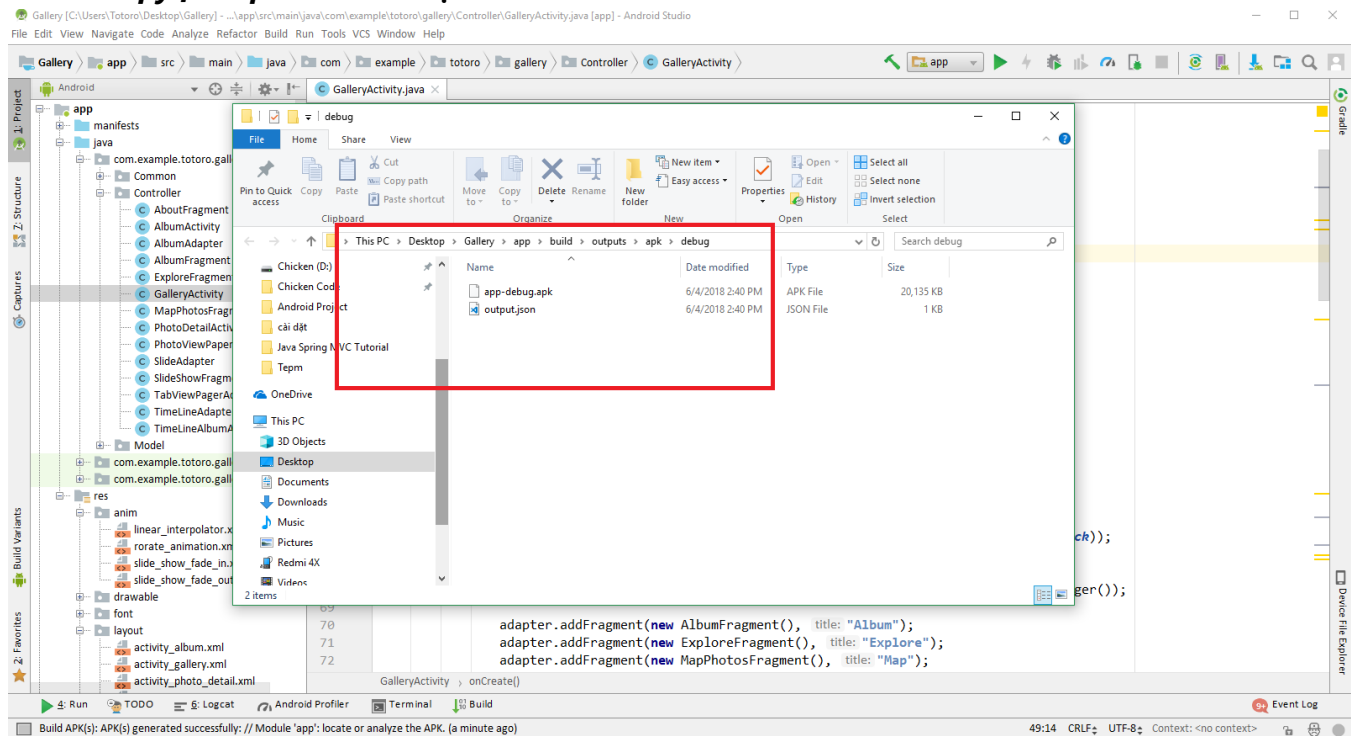 Gallery [C:\Users\Totoro\Desktop\Gallery] - ...\app\src\main\java\com\example\totoro\gallery\Controller\GalleryActivity.java [app] - Android Studio
File Edit View Navigate Code Analyze Refactor Build Run Tools VCS Window Help
Gallery app src main java com example totoro gallery Controller GalleryActivity app
Android GalleryActivity.java
1: Project
Z: Structure
Captures
Build Variants
2: Favorites
app
manifests
java
com.example.totoro.gall
Common
Controller
AboutFragment
AlbumActivity
AlbumAdapter
AlbumFragment
ExploreFragmen
GalleryActivity
MapPhotosFragr
PhotoDetailActiv
PhotoViewPaper
SlideAdapter
SlideShowFragm
TabViewPagerAc
TimeLineAdapte
TimeLineAlbumA
Model
com.example.totoro.gall
com.example.totoro.gall
res
anim
linear_interpolator.x
rorate_animation.xm
slide_show_fade_in.x
slide_show_fade_out
drawable
font
layout
activity_album.xml
activity_gallery.xml
activity_photo_detail.xml
debug
File Home Share View
Pin to Quick access
Copy
Paste
Cut
Copy path
Paste shortcut
Move to
Copy to
Delete
Rename
New folder
New item
Easy access
Properties
Open
Edit
History
Select all
Select none
Invert selection
Clipboard Organize New Open Select
This PC > Desktop > Gallery > app > build > outputs > apk > debug
Search debug
Chicken (D:)
Chicken Code
Android Project
cài dặt
Java Spring MVC Tutorial
Tepm
OneDrive
This PC
3D Objects
Desktop
Documents
Downloads
Music
Pictures
Redmi 4X
Videos
Name Date modified Type Size
app-debug.apk 6/4/2018 2:40 PM APK File 20,135 KB
output.json 6/4/2018 2:40 PM JSON File 1 KB
2 items
ck));
ger());
69
70 adapter.addFragment(new AlbumFragment(), title: "Album");
71 adapter.addFragment(new ExploreFragment(), title: "Explore");
72 adapter.addFragment(new MapPhotosFragment(), title: "Map");
GalleryActivity > onCreate()
Gradle
Device File Explorer
4: Run TODO 6: Logcat Android Profiler Terminal Build 9+ Event Log
Build APK(s): APK(s) generated successfully: // Module 'app': locate or analyze the APK. (a minute ago) 49:14 CRLF UTF-8 Context: <no context>